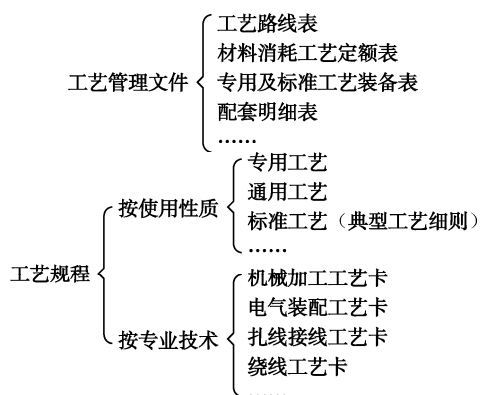 工艺路线表
材料消耗工艺定额表
工艺管理文件
专用及标准工艺装备表
配套明细表
……
专用工艺
通用工艺
按使用性质
标准工艺（典型工艺细则）
……
工艺规程
机械加工工艺卡
电气装配工艺卡
按专业技术
扎线接线工艺卡
绕线工艺卡
……